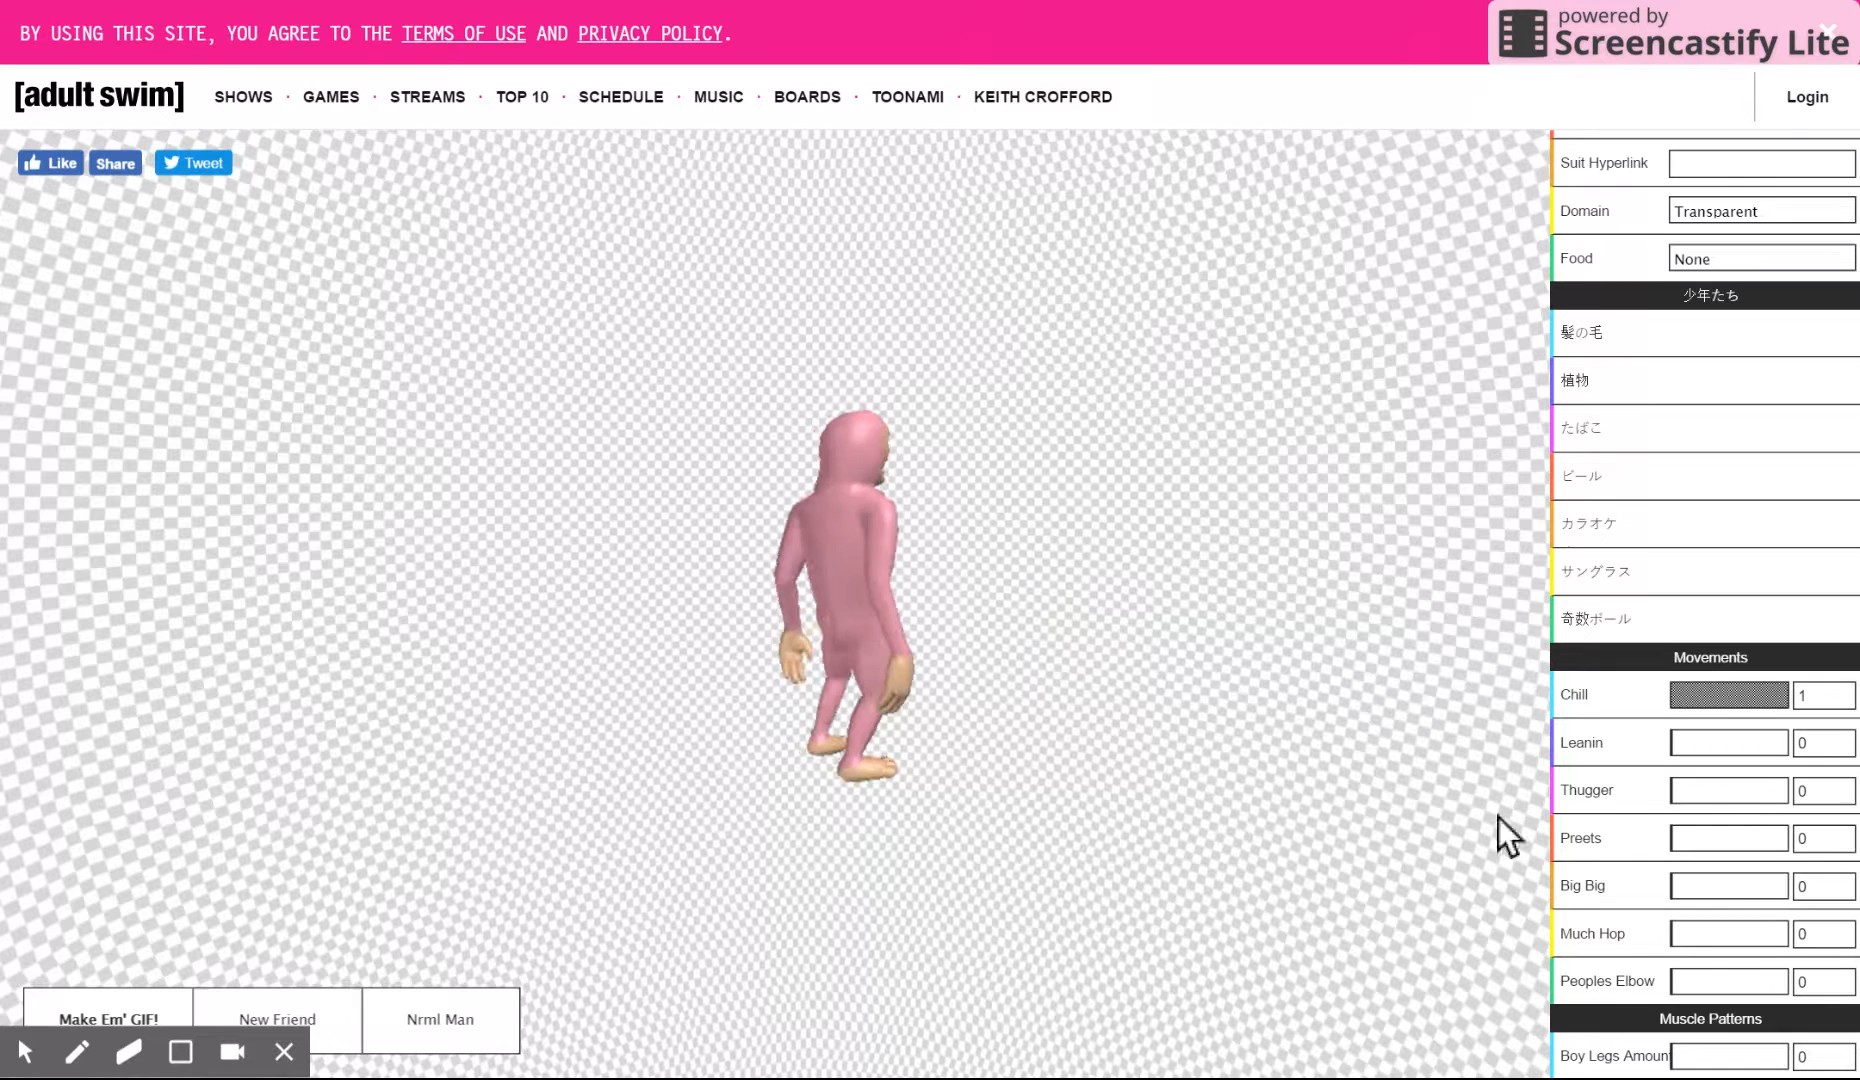 BY USING THIS SITE, YOU AGREE TO THE TERMS OF USE AND PRIVACY POLICY.
powered by
Screencastify Lite
[adult swim]
SHOWS · GAMES · STREAMS · TOP 10 · SCHEDULE · MUSIC · BOARDS · TOONAMI · KEITH CROFFORD
Login
Like
Share
Tweet
Suit Hyperlink
Domain Transparent
Food None
少年たち
髪の毛
植物
たばこ
ビール
カラオケ
サングラス
奇数ボール
Movements
Chill 1
Leanin 0
Thugger 0
Preets 0
Big Big 0
Much Hop 0
Peoples Elbow 0
Muscle Patterns
Boy Legs Amoun 0
Make Em' GIF!
New Friend
Nrml Man